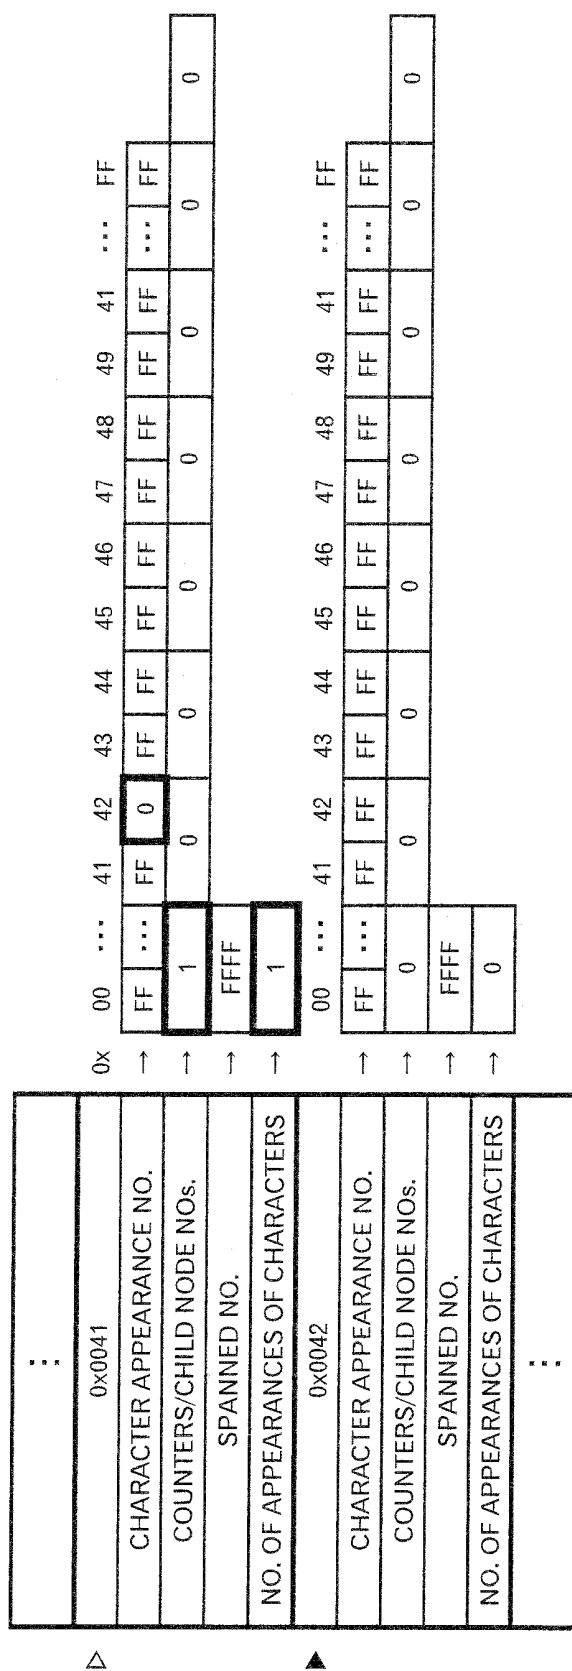 ...
▷ 0x0041 0x 00 ... 41 42 43 44 45 46 47 48 49 41 ... FF
CHARACTER APPEARANCE NO. → FF ... FF 0 FF FF FF FF FF FF FF FF ... FF
COUNTERS/CHILD NODE NOs. → 1 0 0 0 0 0 0 0
SPANNED NO. → FFFF
NO. OF APPEARANCES OF CHARACTERS → 1
▶ 0x0042 00 ... 41 42 43 44 45 46 47 48 49 41 ... FF
CHARACTER APPEARANCE NO. → FF ... FF FF FF FF FF FF FF FF FF FF ... FF
COUNTERS/CHILD NODE NOs. → 0 0 0 0 0 0 0 0
SPANNED NO. → FFFF
NO. OF APPEARANCES OF CHARACTERS → 0
...